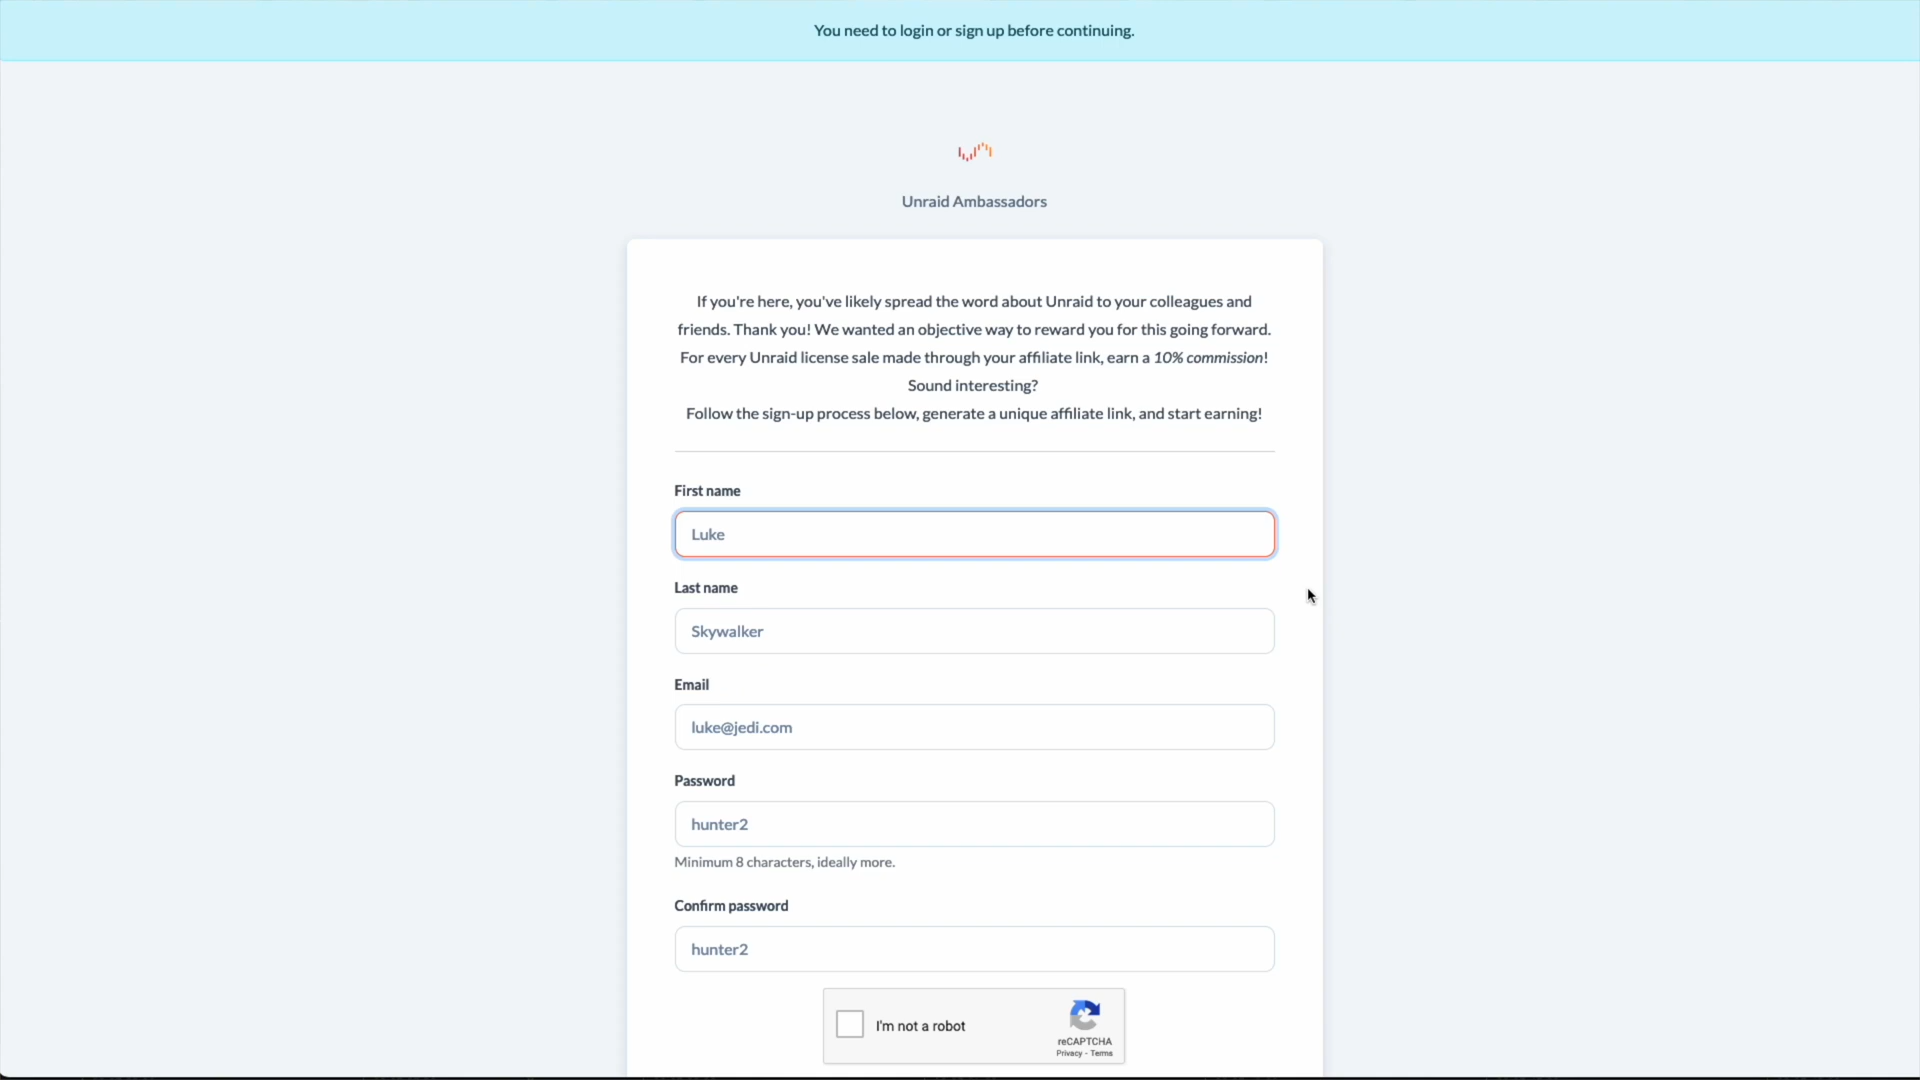 You need to login or sign up before continuing.
Unraid Ambassadors
If you're here, you've likely spread the word about Unraid to your colleagues and
friends. Thank you! We wanted an objective way to reward you for this going forward.
For every Unraid license sale made through your affiliate link, earn a 10% commission!
Sound interesting?
Follow the sign-up process below, generate a unique affiliate link, and start earning!
First name
Luke
Last name
Skywalker
Email
luke@jedi.com
Password
hunter2
Minimum 8 characters, ideally more.
Confirm password
hunter2
I'm not a robot
reCAPTCHA
Privacy - Terms